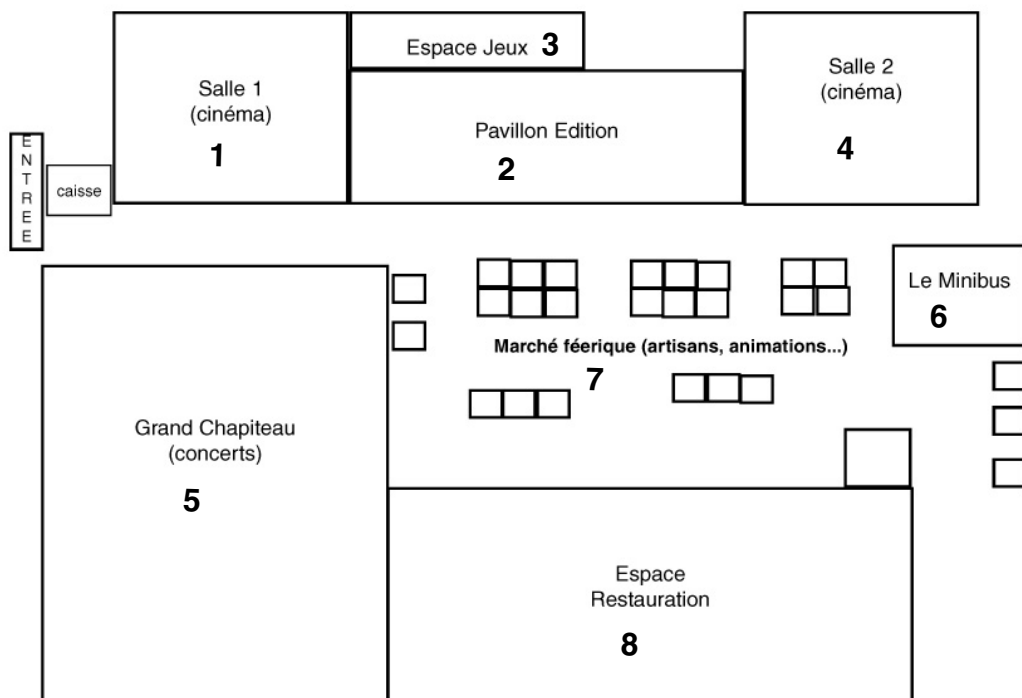 Espace Jeux 3
Salle 1
(cinéma)
1
Pavillon Edition
2
Salle 2
(cinéma)
4
ENTREE
caisse
Le Minibus
6
Marché féerique (artisans, animations...)
7
Grand Chapiteau
(concerts)
5
Espace
Restauration
8